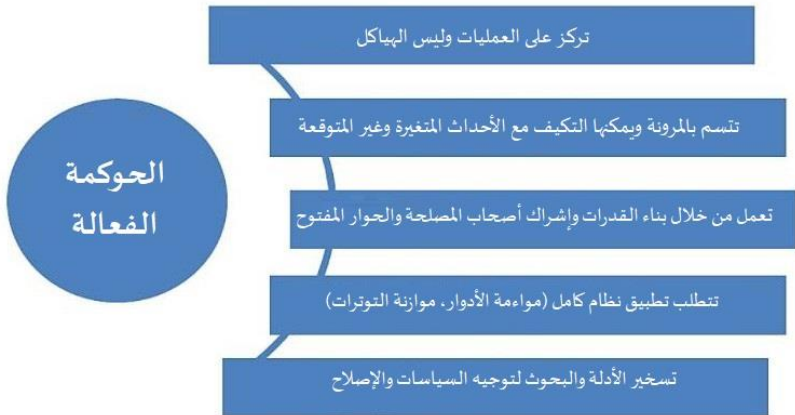 تركز على العمليات وليس الهياكل
تتسم بالمرونة ويمكنها التكيف مع الأحداث المتغيرة وغير المتوقعة
الحوكمة
الفعالة
تعمل من خلال بناء القدرات وإشراك أصحاب المصلحة والحوار المفتوح
تتطلب تطبيق نظام كامل (مواءمة الأدوار، موازنة التوترات)
تسخير الأدلة والبحوث لتوجيه السياسات والإصلاح